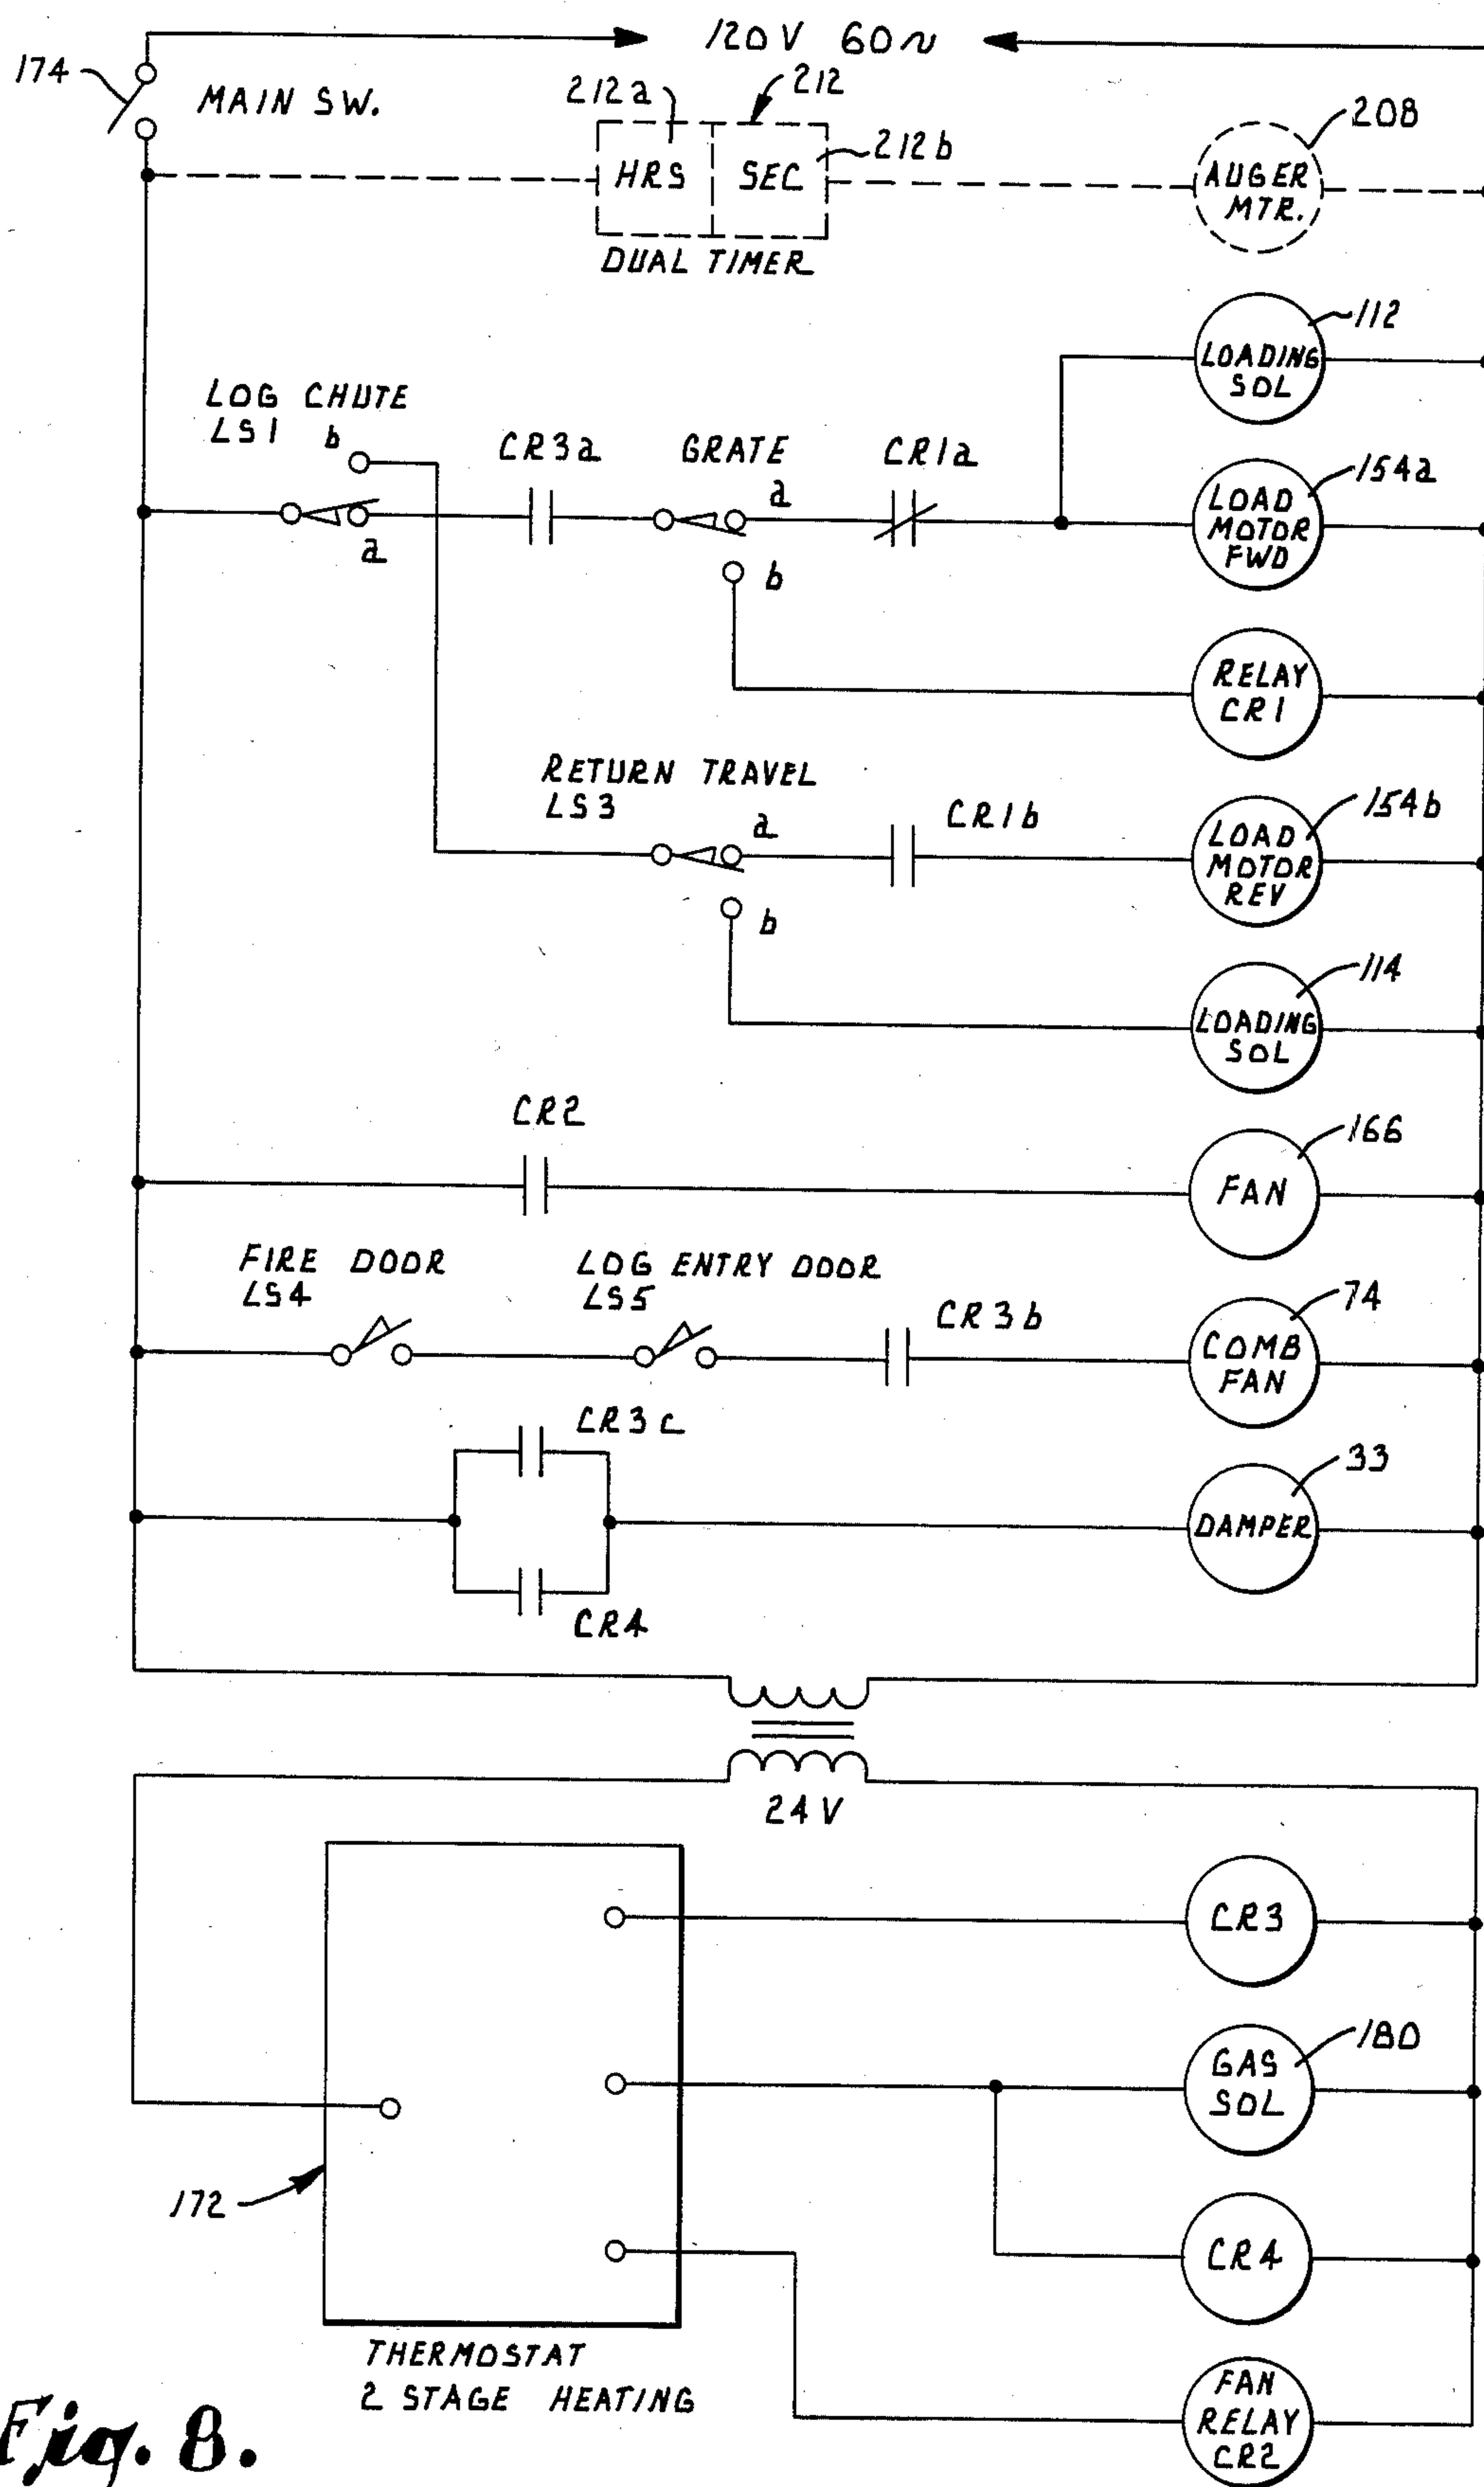 120 V 60~
174
MAIN SW.
212a
212
212b
208
HRS
SEC
AUGER
MTR.
DUAL TIMER
112
LOADING
SOL
LOG CHUTE
LS1
b
a
CR3a
GRATE
a
b
CR1a
154a
LOAD
MOTOR
FWD
RELAY
CR1
RETURN TRAVEL
LS3
a
b
CR1b
154b
LOAD
MOTOR
REV
114
LOADING
SOL
CR2
166
FAN
FIRE DOOR
LS4
LOG ENTRY DOOR
LS5
CR3b
74
COMB
FAN
CR3c
33
DAMPER
CR4
24V
CR3
180
GAS
SOL
172
CR4
THERMOSTAT
2 STAGE HEATING
FAN
RELAY
CR2
Fig. 8.